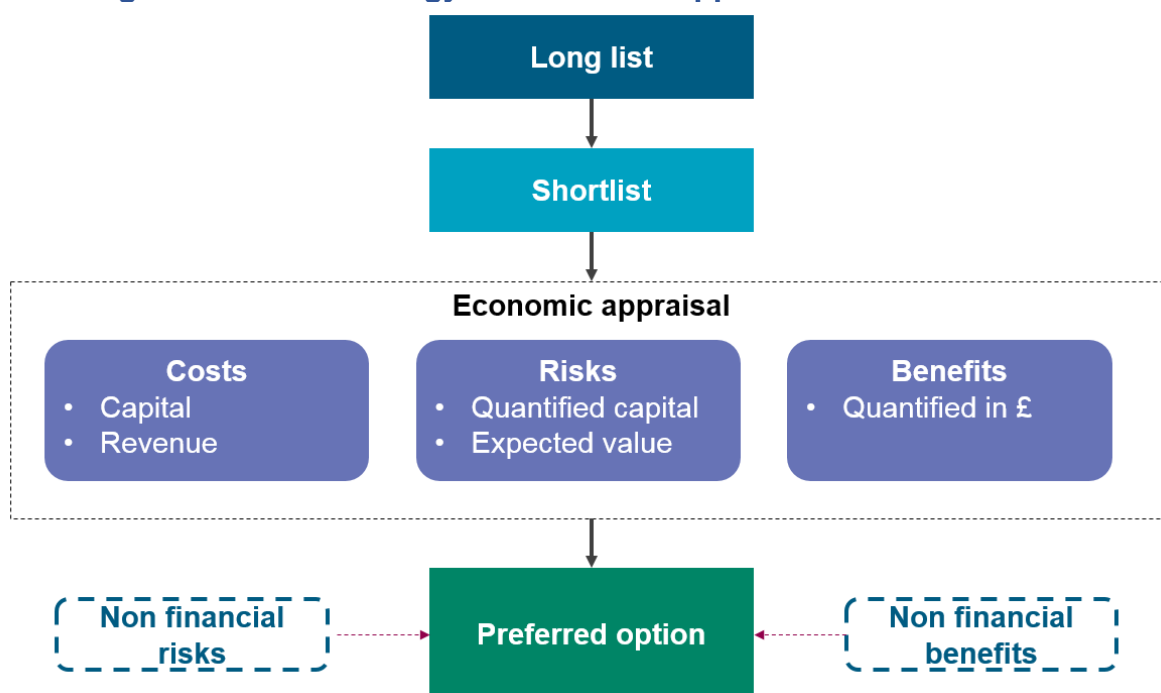 Long list
Shortlist
Economic appraisal
Costs
• Capital
• Revenue
Risks
• Quantified capital
• Expected value
Benefits
• Quantified in £
Non financial
risks
Preferred option
Non financial
benefits